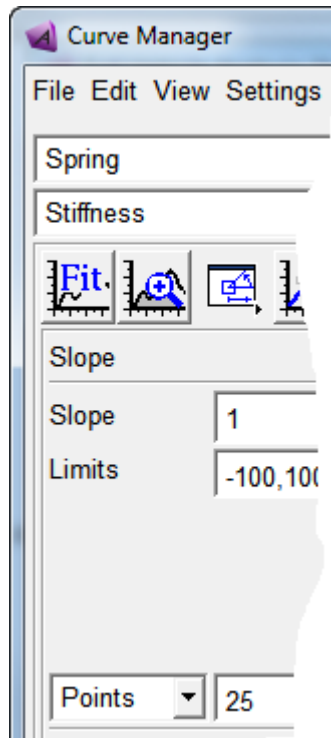 Curve Manager
File Edit View Settings
Spring
Stiffness
Fit
Slope
Slope 1
Limits -100,100
Points 25